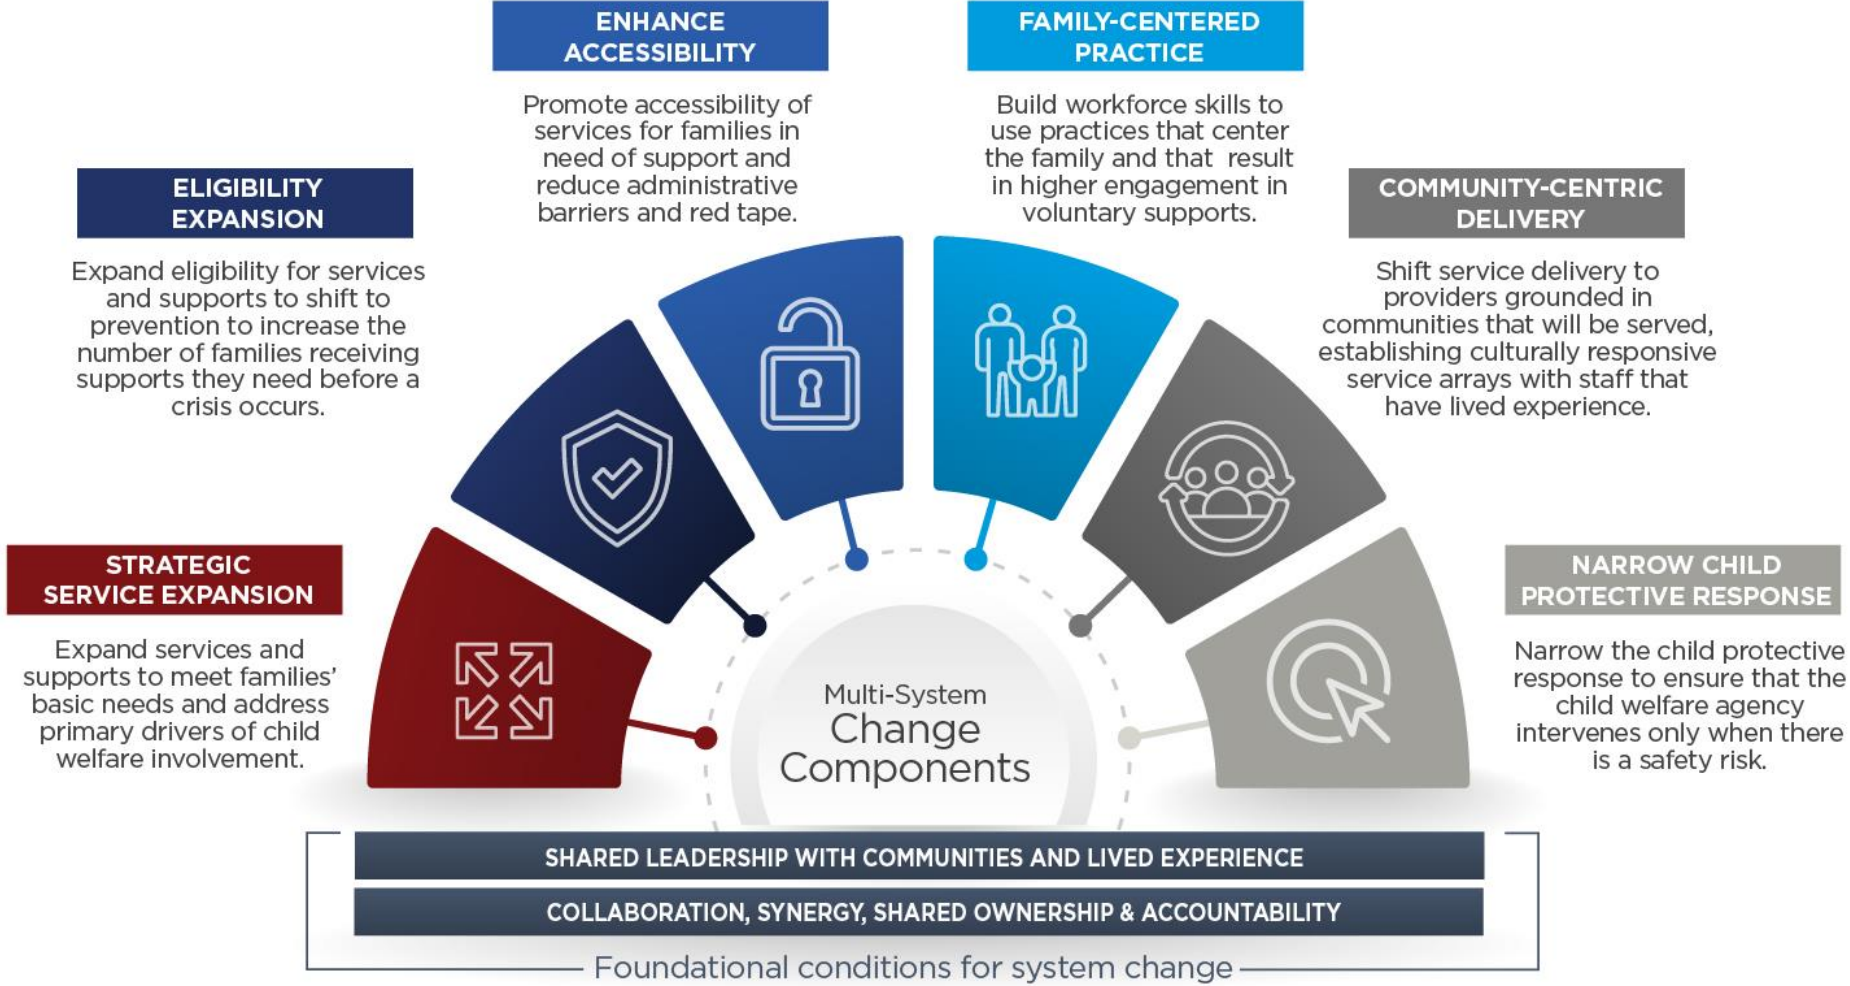 ENHANCE
ACCESSIBILITY
Promote accessibility of
services for families in
need of support and
reduce administrative
barriers and red tape.
FAMILY-CENTERED
PRACTICE
Build workforce skills to
use practices that center
the family and that result
in higher engagement in
voluntary supports.
ELIGIBILITY
EXPANSION
Expand eligibility for services
and supports to shift to
prevention to increase the
number of families receiving
supports they need before a
crisis occurs.
COMMUNITY-CENTRIC
DELIVERY
Shift service delivery to
providers grounded in
communities that will be served,
establishing culturally responsive
service arrays with staff that
have lived experience.
STRATEGIC
SERVICE EXPANSION
Expand services and
supports to meet families’
basic needs and address
primary drivers of child
welfare involvement.
NARROW CHILD
PROTECTIVE RESPONSE
Narrow the child protective
response to ensure that the
child welfare agency
intervenes only when there
is a safety risk.
Multi-System
Change
Components
SHARED LEADERSHIP WITH COMMUNITIES AND LIVED EXPERIENCE
COLLABORATION, SYNERGY, SHARED OWNERSHIP & ACCOUNTABILITY
Foundational conditions for system change